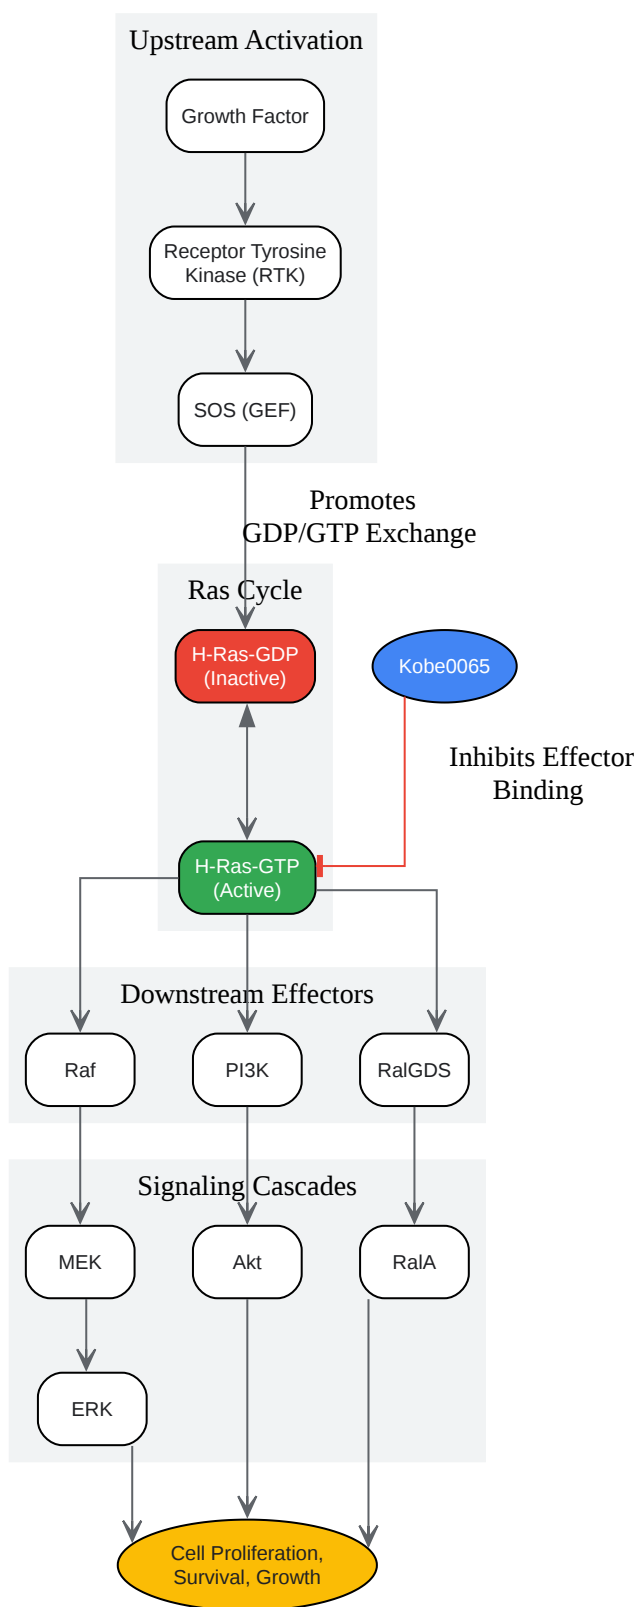 Upstream Activation
Growth Factor
Receptor Tyrosine
Kinase (RTK)
SOS (GEF)
Promotes
GDP/GTP Exchange
Ras Cycle
H-Ras-GDP
(Inactive)
Kobe0065
Inhibits Effector
Binding
H-Ras-GTP
(Active)
Downstream Effectors
Raf
PI3K
RalGDS
Signaling Cascades
MEK
Akt
RalA
ERK
Cell Proliferation,
Survival, Growth